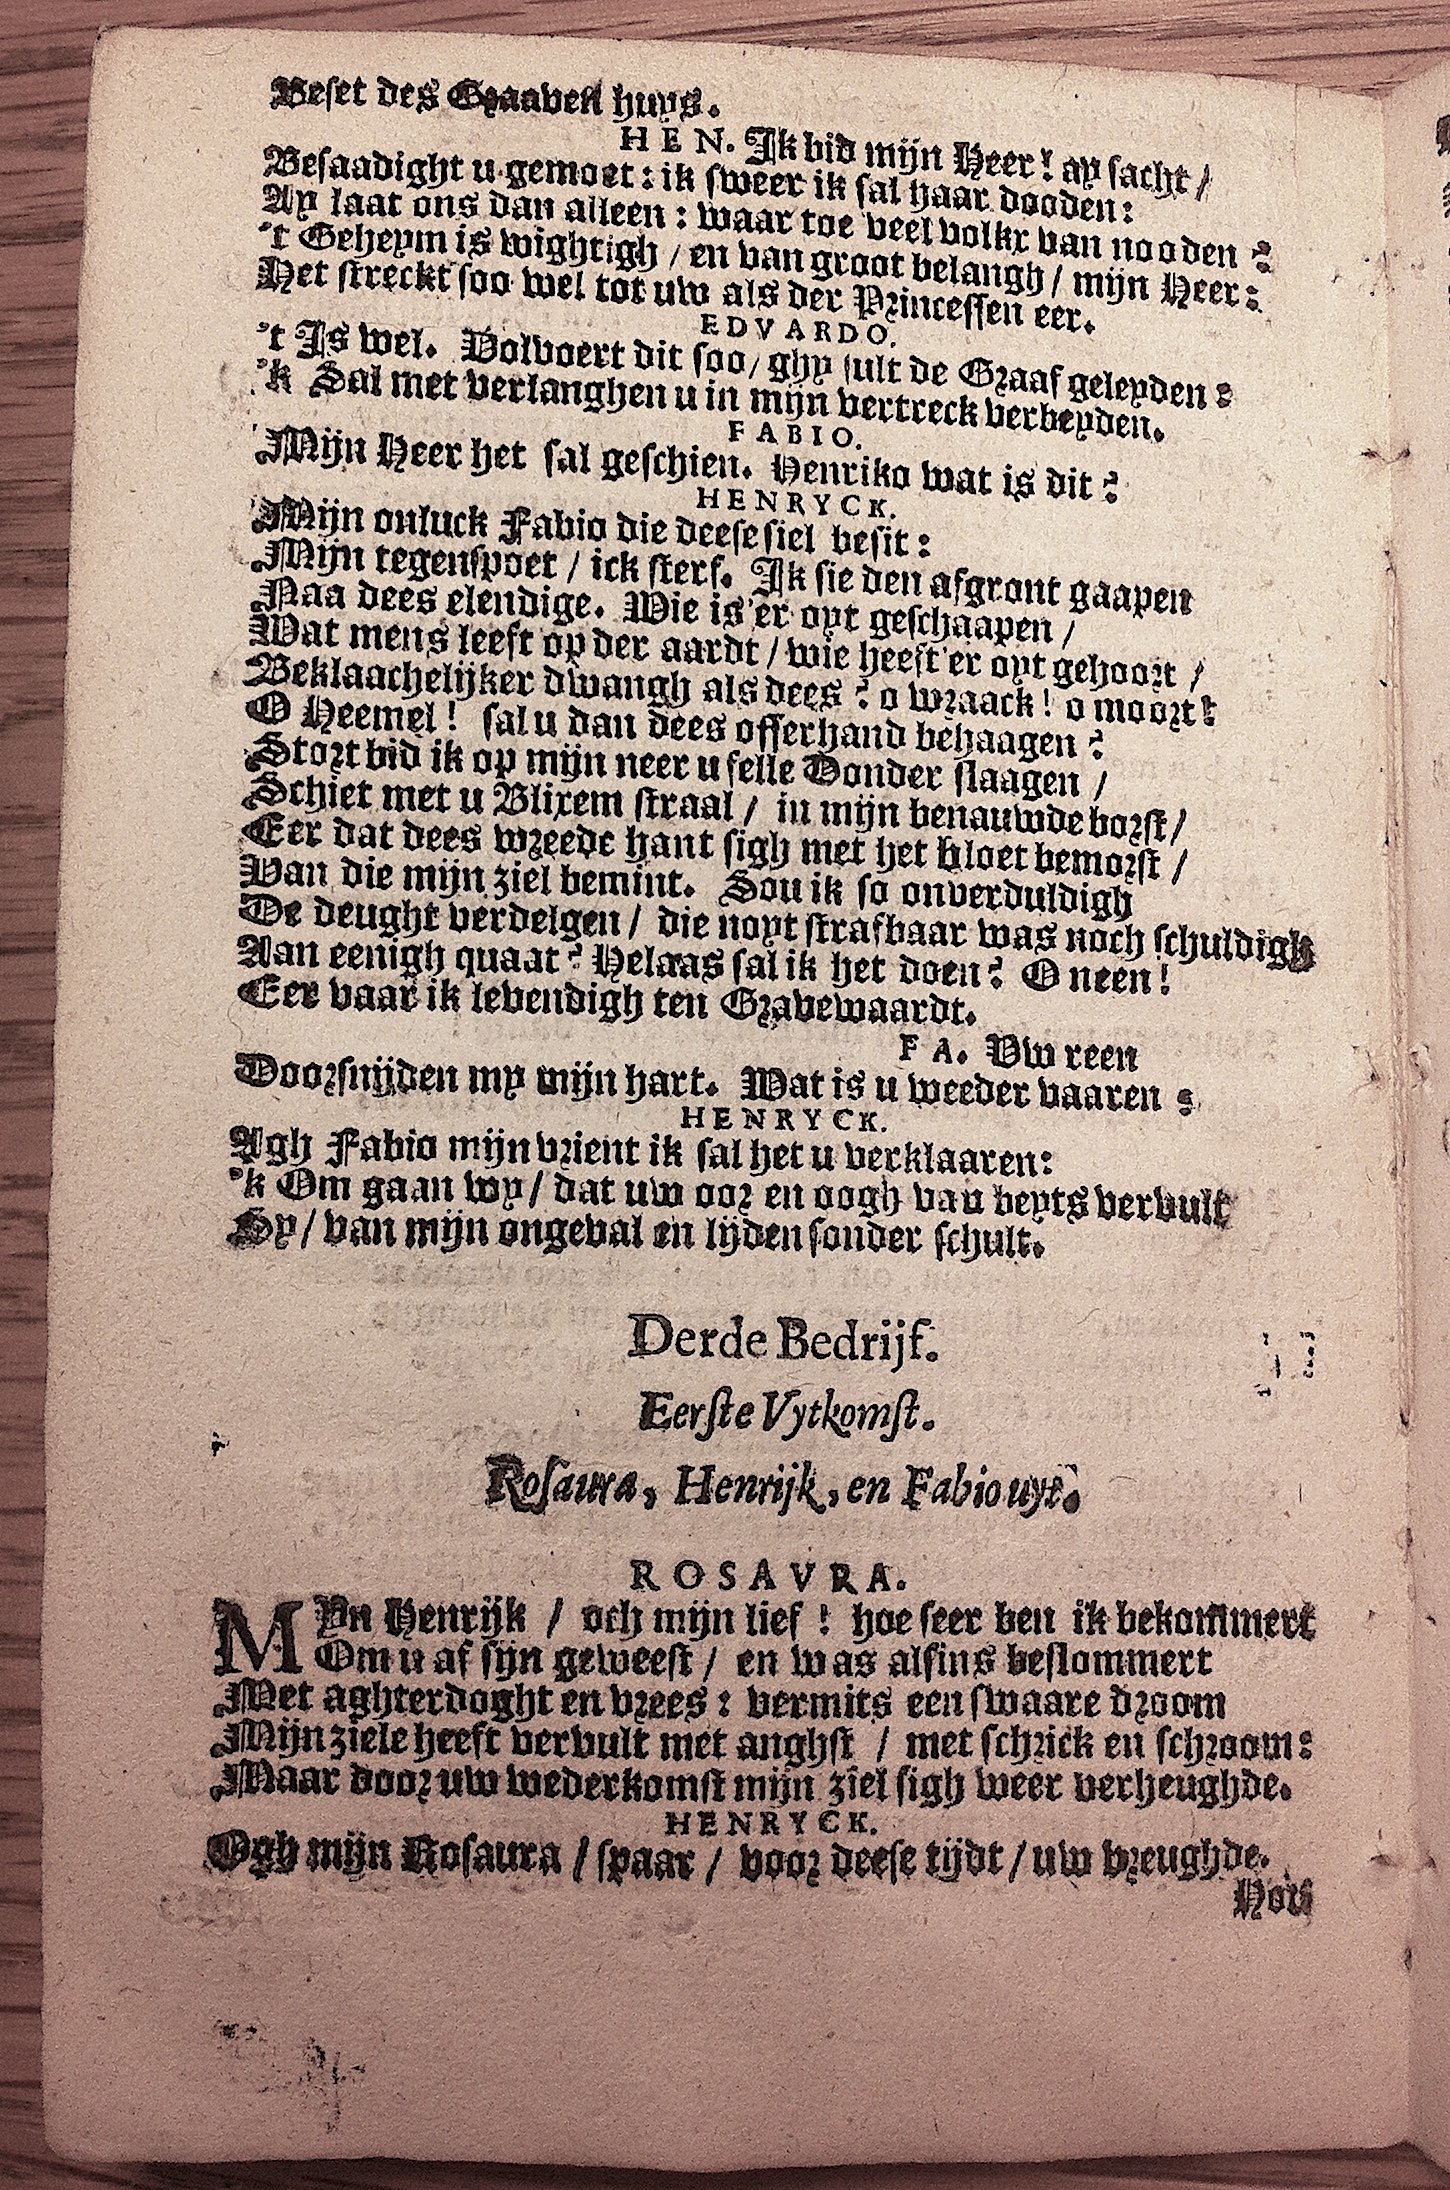 Beset des Graaven huys.
HEN. Ik bid mijn Heer! ay sacht /
Besaadight u gemoet: ik sweer ik sal haar dooden:
Ay laat ons dan alleen: waar toe veel volkx van nooden?
't Geheym is wightigh / en van groot belangh / mijn Heer:
Het streckt soo wel tot uw als der Princessen eer.
EDVARDO.
't Is wel. Volvoert dit soo / ghy sult de Graaf geleyden:
'k Sal met verlanghen u in mijn vertreck verbeyden.
FABIO.
Mijn Heer het sal geschien. Henriko wat is dit?
HENRYCK.
Mijn onluck Fabio die deese siel besit:
Mijn tegenspoet / ick sterf. Ik sie den afgront gaapen
Naa dees elendige. Wie is'er oyt geschaapen /
Wat mens leeft op der aardt / wie heeft'er oyt gehoort /
Beklaachelijker dwangh als dees? o wraack! o moort!
O Heemel! sal u dan dees offerhand behaagen?
Stort bid ik op mijn neer u felle Donder slaagen /
Schiet met u Blixem straal / in mijn benauwde borst /
Eer dat dees wreede hant sigh met het bloet bemorst /
Van die mijn ziel bemint. Sou ik so onverduldigh
De deught verdelgen / die noyt strafbaar was noch schuldigh
Aan eenigh quaat? Helaas sal ik het doen? O neen!
Eer vaar ik levendigh ten Gravewaardt.
FA. Uw reen
Doorsnijden my mijn hart. Wat is u weeder vaaren?
HENRYCK.
Agh Fabio mijn vrient ik sal het u verklaaren:
'k Om gaan wy / dat uw oor en oogh van beyts vervult
Sy / van mijn ongeval en lijden sonder schult.
Derde Bedrijf.
Eerste Vytkomst.
Rosaura, Henrijk, en Fabio uyt.
ROSAVRA.
MYn Henrijk / och mijn lief! hoe seer ben ik bekommert
Om u af sijn geweest / en was alsins beslommert
Met aghterdoght en vrees: vermits een swaare droom
Mijn ziele heeft vervult met anghst / met schrick en schroom:
Maar door uw wederkomst mijn ziel sigh weer verheughde.
HENRYCK.
Ogh mijn Rosaura / spaar / voor deese tijdt / uw vreughde.